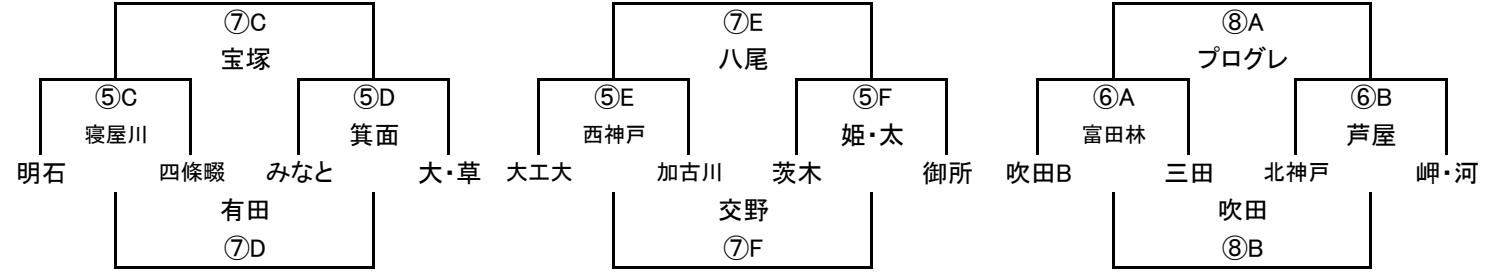 ⑦C ⑦E ⑧A
宝塚 八尾 プログレ
⑤C ⑤D ⑤E ⑤F ⑥A ⑥B
寝屋川 箕面 西神戸 姫・太 富田林 芦屋
明石 四條畷 みなと 大・草 大工大 加古川 茨木 御所 吹田B 三田 北神戸 岬・河
有田 交野 吹田
⑦D ⑦F ⑧B